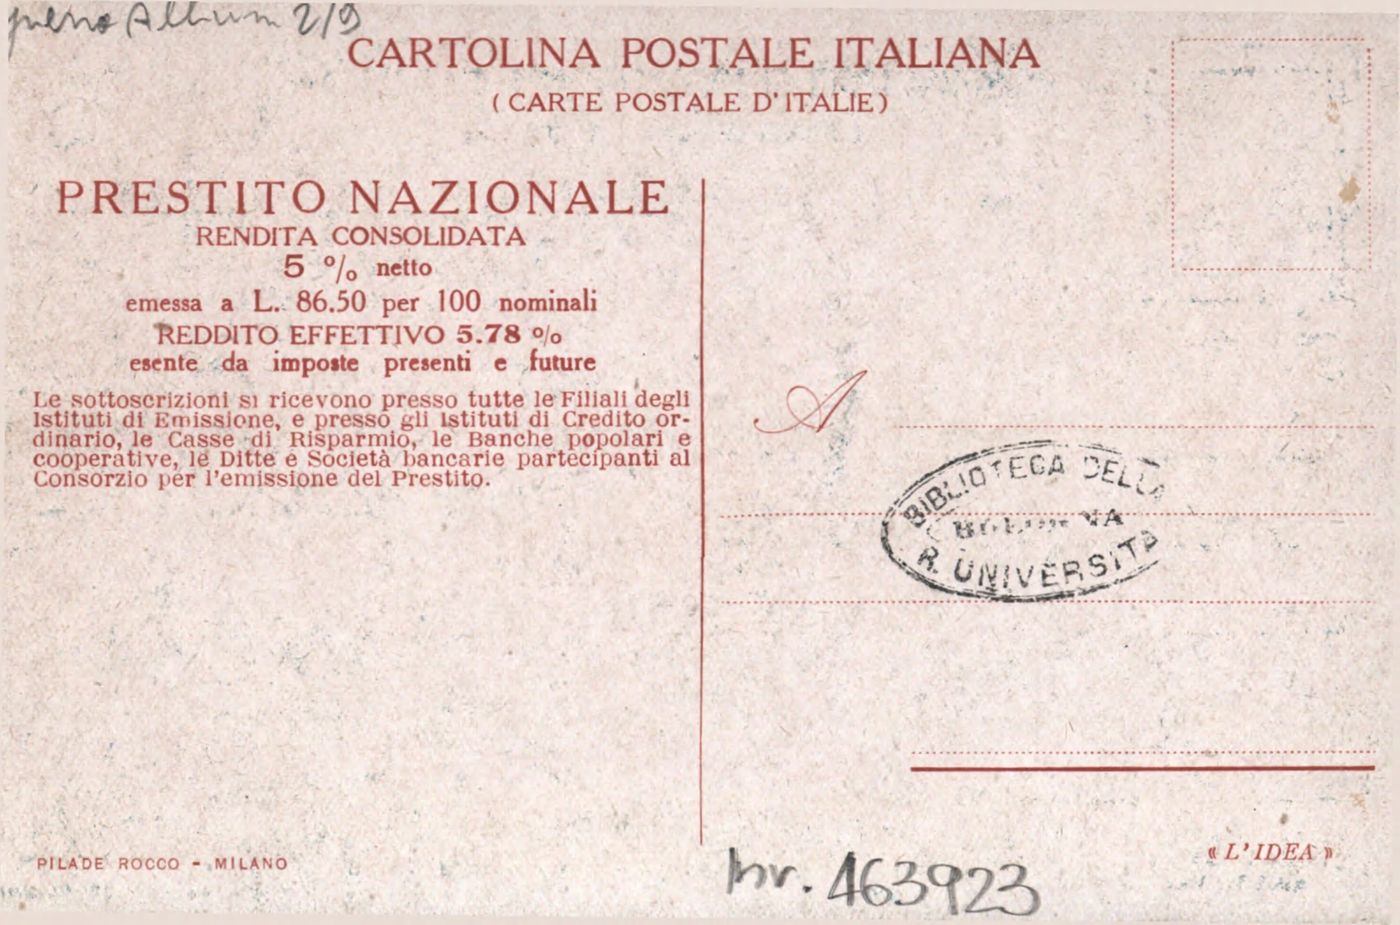 Album 2/9
CARTOLINA POSTALE ITALIANA
(CARTE POSTALE D'ITALIE)
PRESTITO NAZIONALE
RENDITA CONSOLIDATA
5 % netto
emessa a L. 86.50 per 100 nominali
REDDITO EFFETTIVO 5.78 %
esente da imposte presenti e future
Le sottoscrizioni si ricevono presso tutte le Filiali degli
Istituti di Emissione, e presso gli Istituti di Credito or-
dinario, le Casse di Risparmio, le Banche popolari e
cooperative, le Ditte e Società bancarie partecipanti al
Consorzio per l'emissione del Prestito.
A
BIBLIOTECA DELLA
R. UNIVERSITA
PILADE ROCCO - MILANO
« L'IDEA »
Inv. 463923